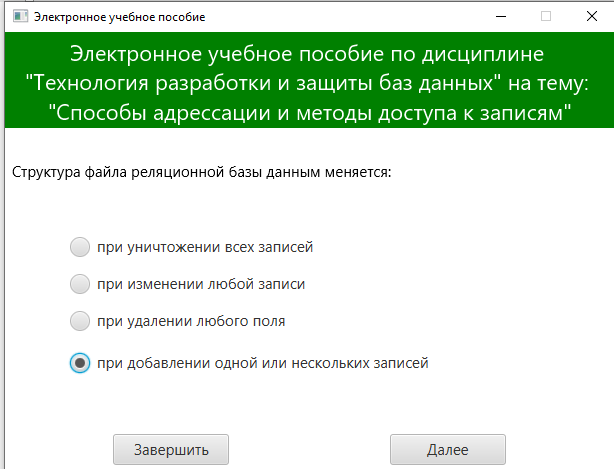 Электронное учебное пособие
Электронное учебное пособие по дисциплине
"Технология разработки и защиты баз данных" на тему:
"Способы адрессации и методы доступа к записям"
Структура файла реляционной базы данным меняется:
при уничтожении всех записей
при изменении любой записи
при удалении любого поля
при добавлении одной или нескольких записей
Завершить
Далее